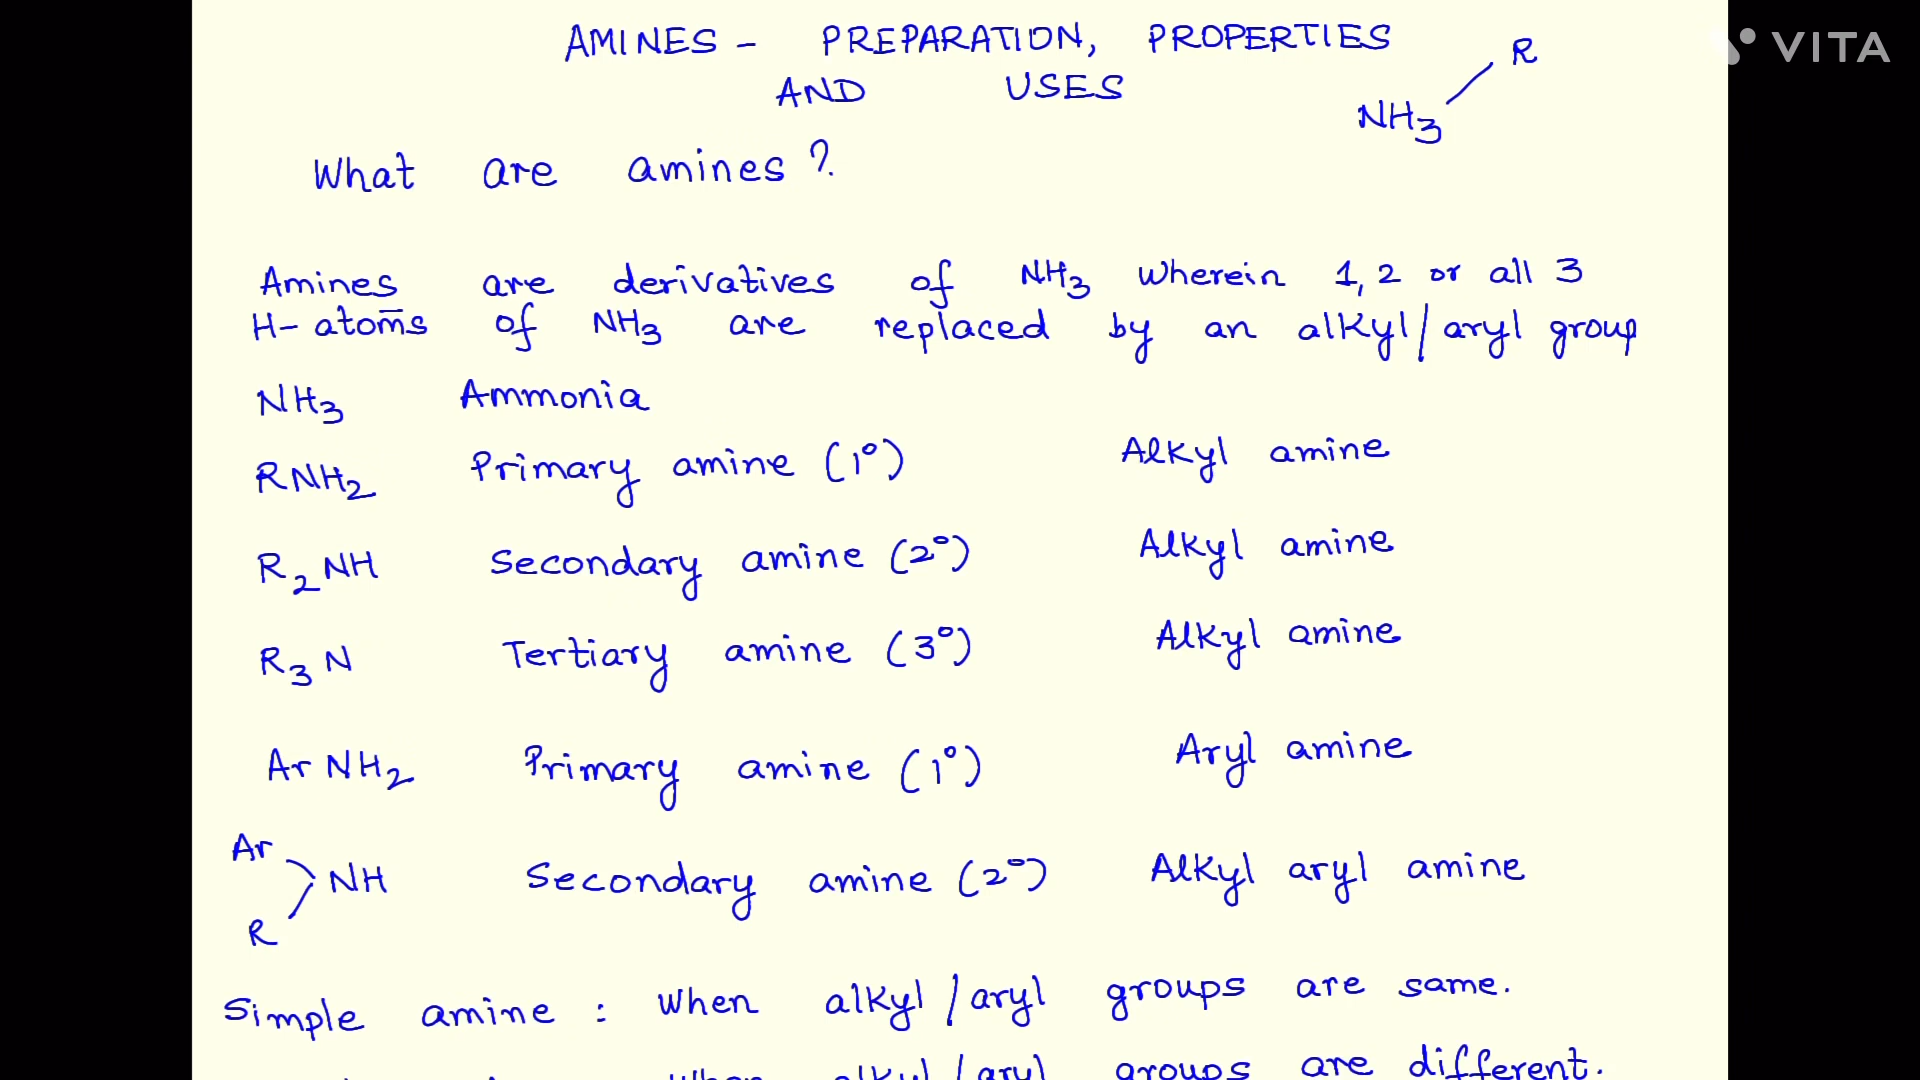 AMINES - PREPARATION, PROPERTIES
AND USES
VITA
R
NH3
What are amines?
Amines are derivatives of NH3 wherein 1, 2 or all 3
H-atoms of NH3 are replaced by an alkyl/aryl group
NH3 Ammonia
RNH2 Primary amine (1°) Alkyl amine
R2NH Secondary amine (2°) Alkyl amine
R3N Tertiary amine (3°) Alkyl amine
ArNH2 Primary amine (1°) Aryl amine
Ar
NH Secondary amine (2°) Alkyl aryl amine
R
Simple amine : When alkyl/aryl groups are same.
When alkyl/aryl groups are different.